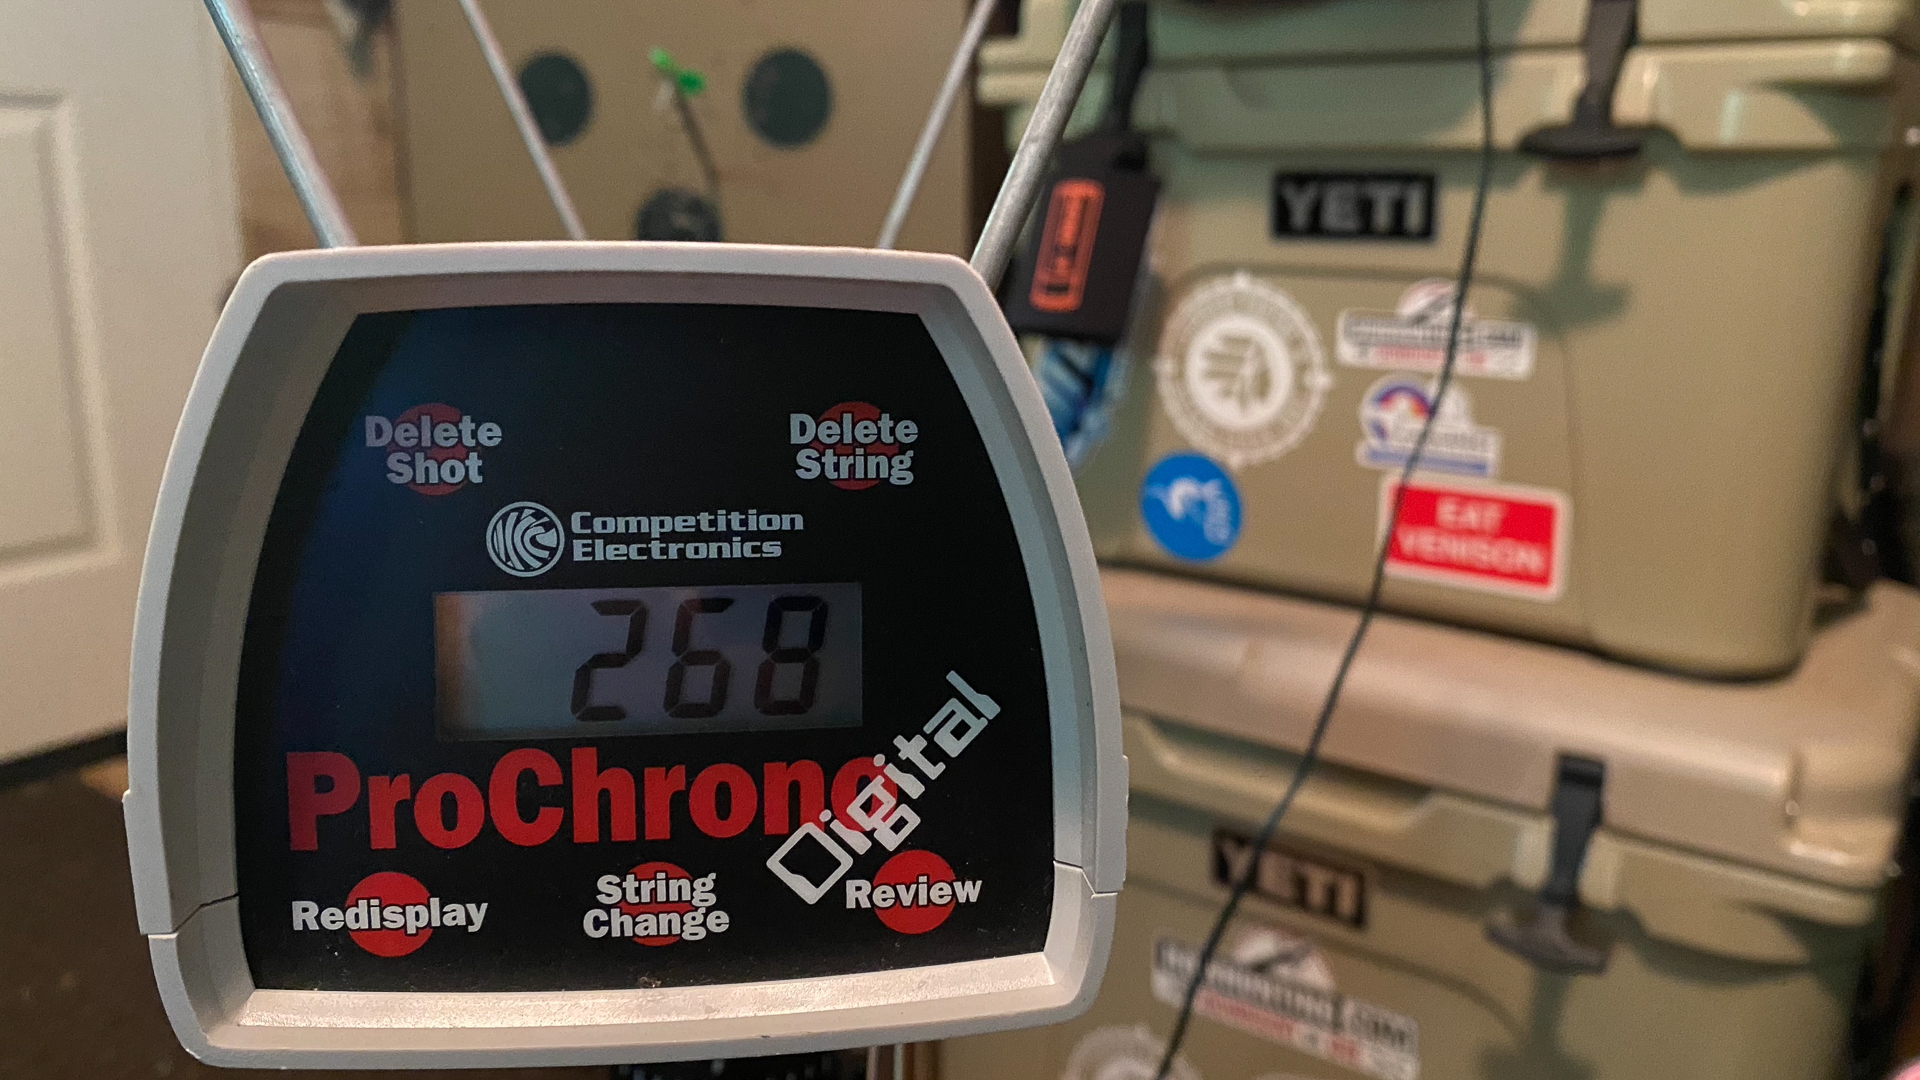 Delete
Shot
Delete
String
Competition
Electronics
268
ProChrono
Digital
Redisplay
String
Change
Review
YETI
EAT
VENISON
YETI